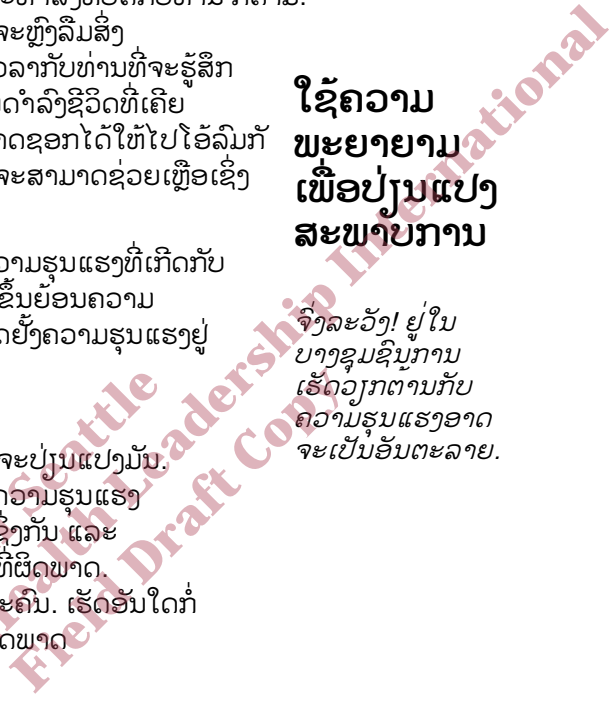 ຈະຫຼົງລືມສິ່ງ
ວລາກັບທ່ານທີ່ຈະຮູ້ສຶກ
ດຳລົງຊີວິດທີ່ເຄີຍ
າດຊອກໄດ້ໃຫ້ໄປໂອ້ລົມກັ
ຈະສາມາດຊ່ວຍເຫຼືອເຊິ່ງ
ວາມຮຸນແຮງທີ່ເກີດກັບ
ຂຶ້ນຍ້ອນຄວາມ
ດຢັ້ງຄວາມຮຸນແຮງຢູ່
ຈະປ່ຽນແປງມັນ.
ຄວາມຮຸນແຮງ
ຊຶ່ງກັນ ແລະ
ທີ່ຜິດພາດ.
ະຄົນ. ເຮັດອັນໃດກໍ່
ດພາດ
ໃຊ້ຄວາມ
ພະຍາຍາມ
ເພື່ອປ່ຽນແປງ
ສະພາບການ
ຈົ່ງລະວັງ! ຢູ່ໃນ
ບາງຊຸມຊົນການ
ເຮັດວຽກຕ້ານກັບ
ຄວາມຮຸນແຮງອາດ
ຈະເປັນອັນຕະລາຍ.
Seattle
Health Leadership International
Field Draft Copy